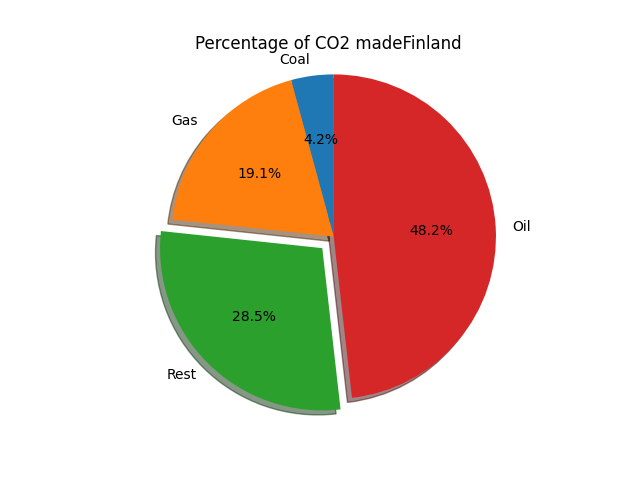 Percentage of CO2 madeFinland
Coal
Gas
4.2%
19.1%
Oil
48.2%
28.5%
Rest